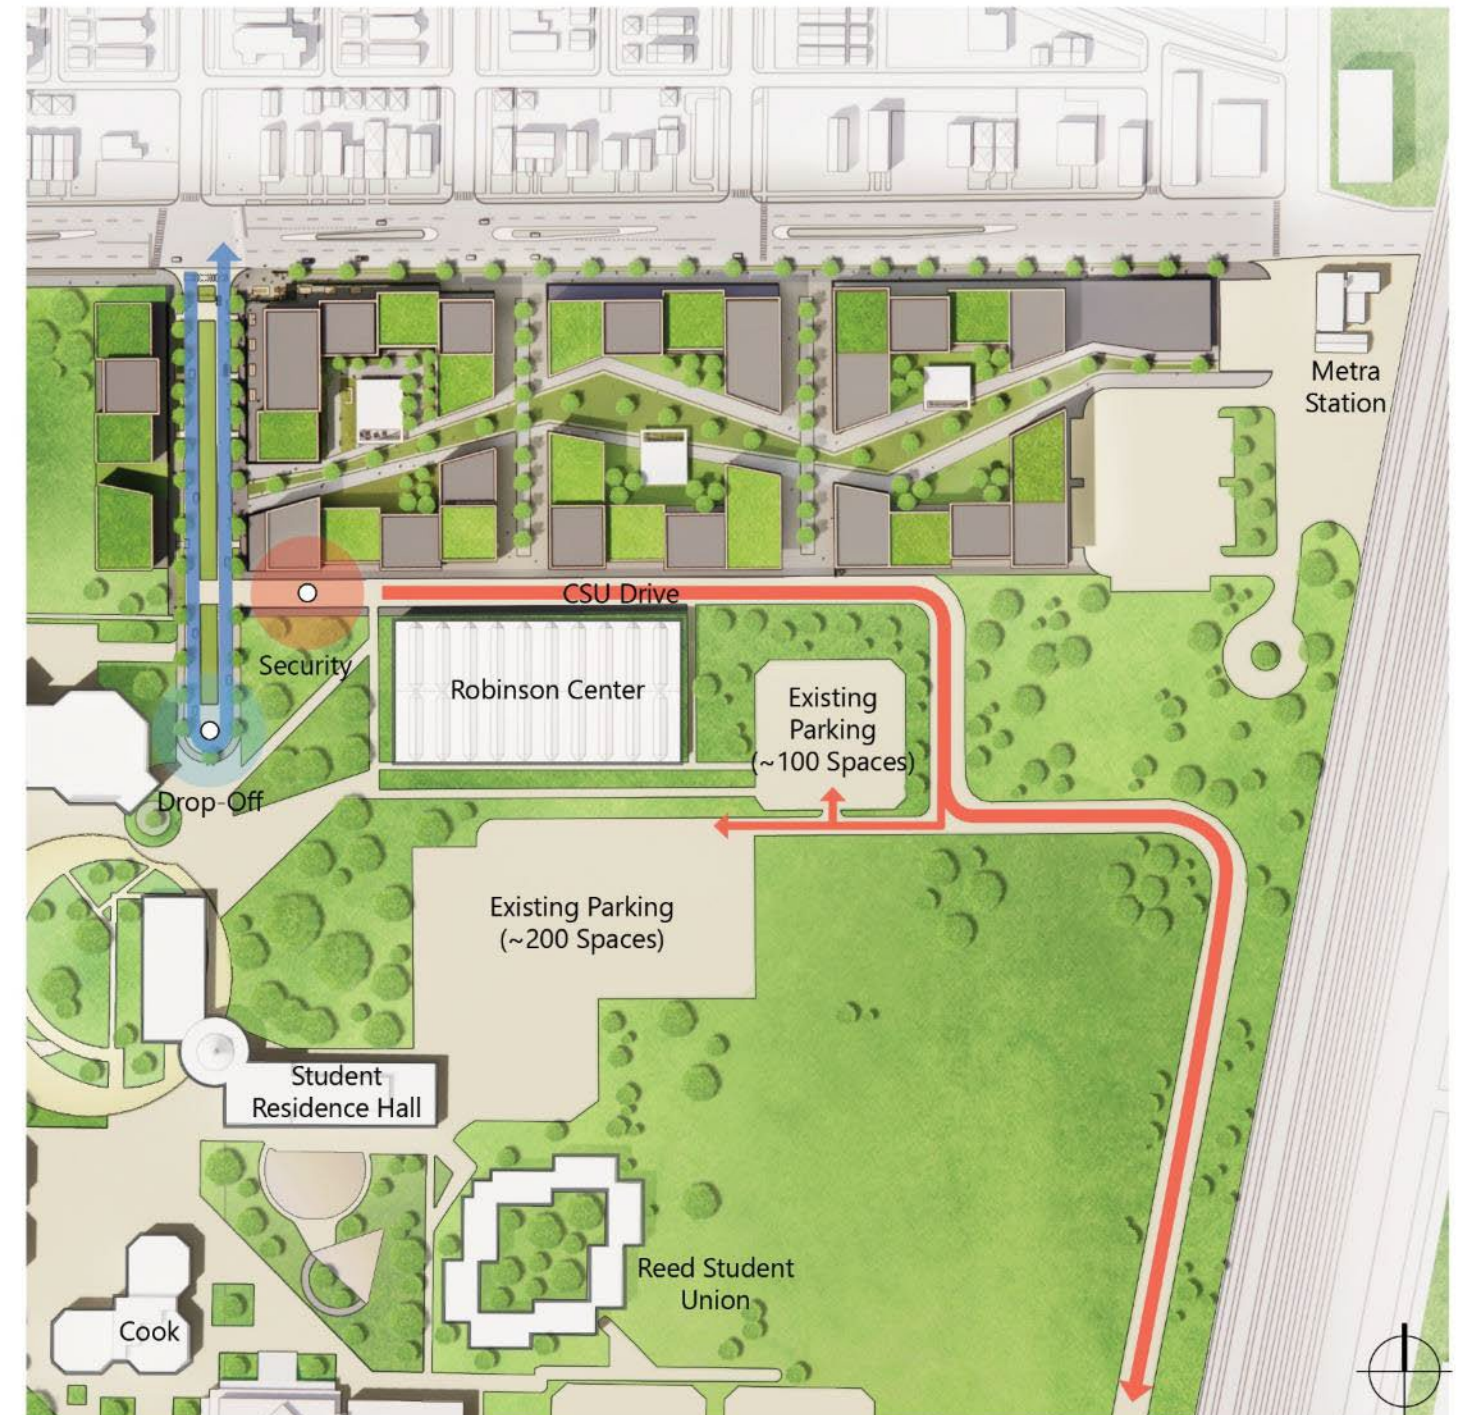 Metra
Station
CSU Drive
Security
Robinson Center
Existing
Parking
(~100 Spaces)
Drop-Off
Existing Parking
(~200 Spaces)
Student
Residence Hall
Reed Student
Union
Cook